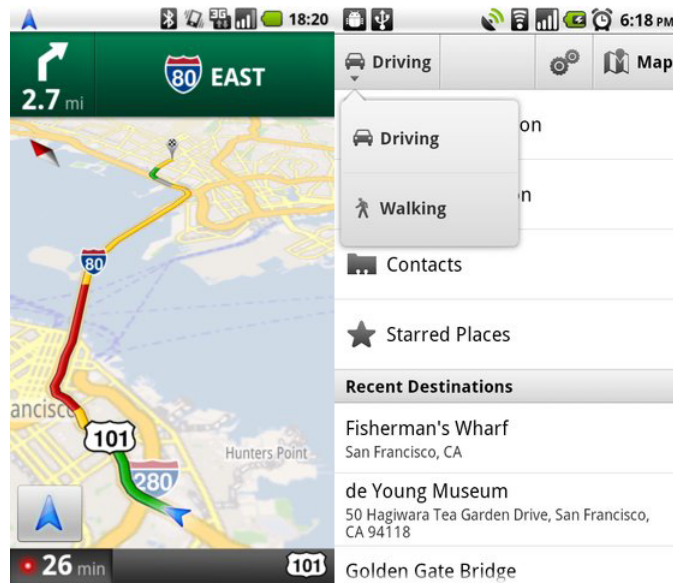 3G
18:20
80 EAST
2.7 mi
80
ancisco
101
Hunters Point
280
26 min
101
6:18 PM
Driving
Map
Driving
on
Walking
n
Contacts
Starred Places
Recent Destinations
Fisherman's Wharf
San Francisco, CA
de Young Museum
50 Hagiwara Tea Garden Drive, San Francisco,
CA 94118
Golden Gate Bridge